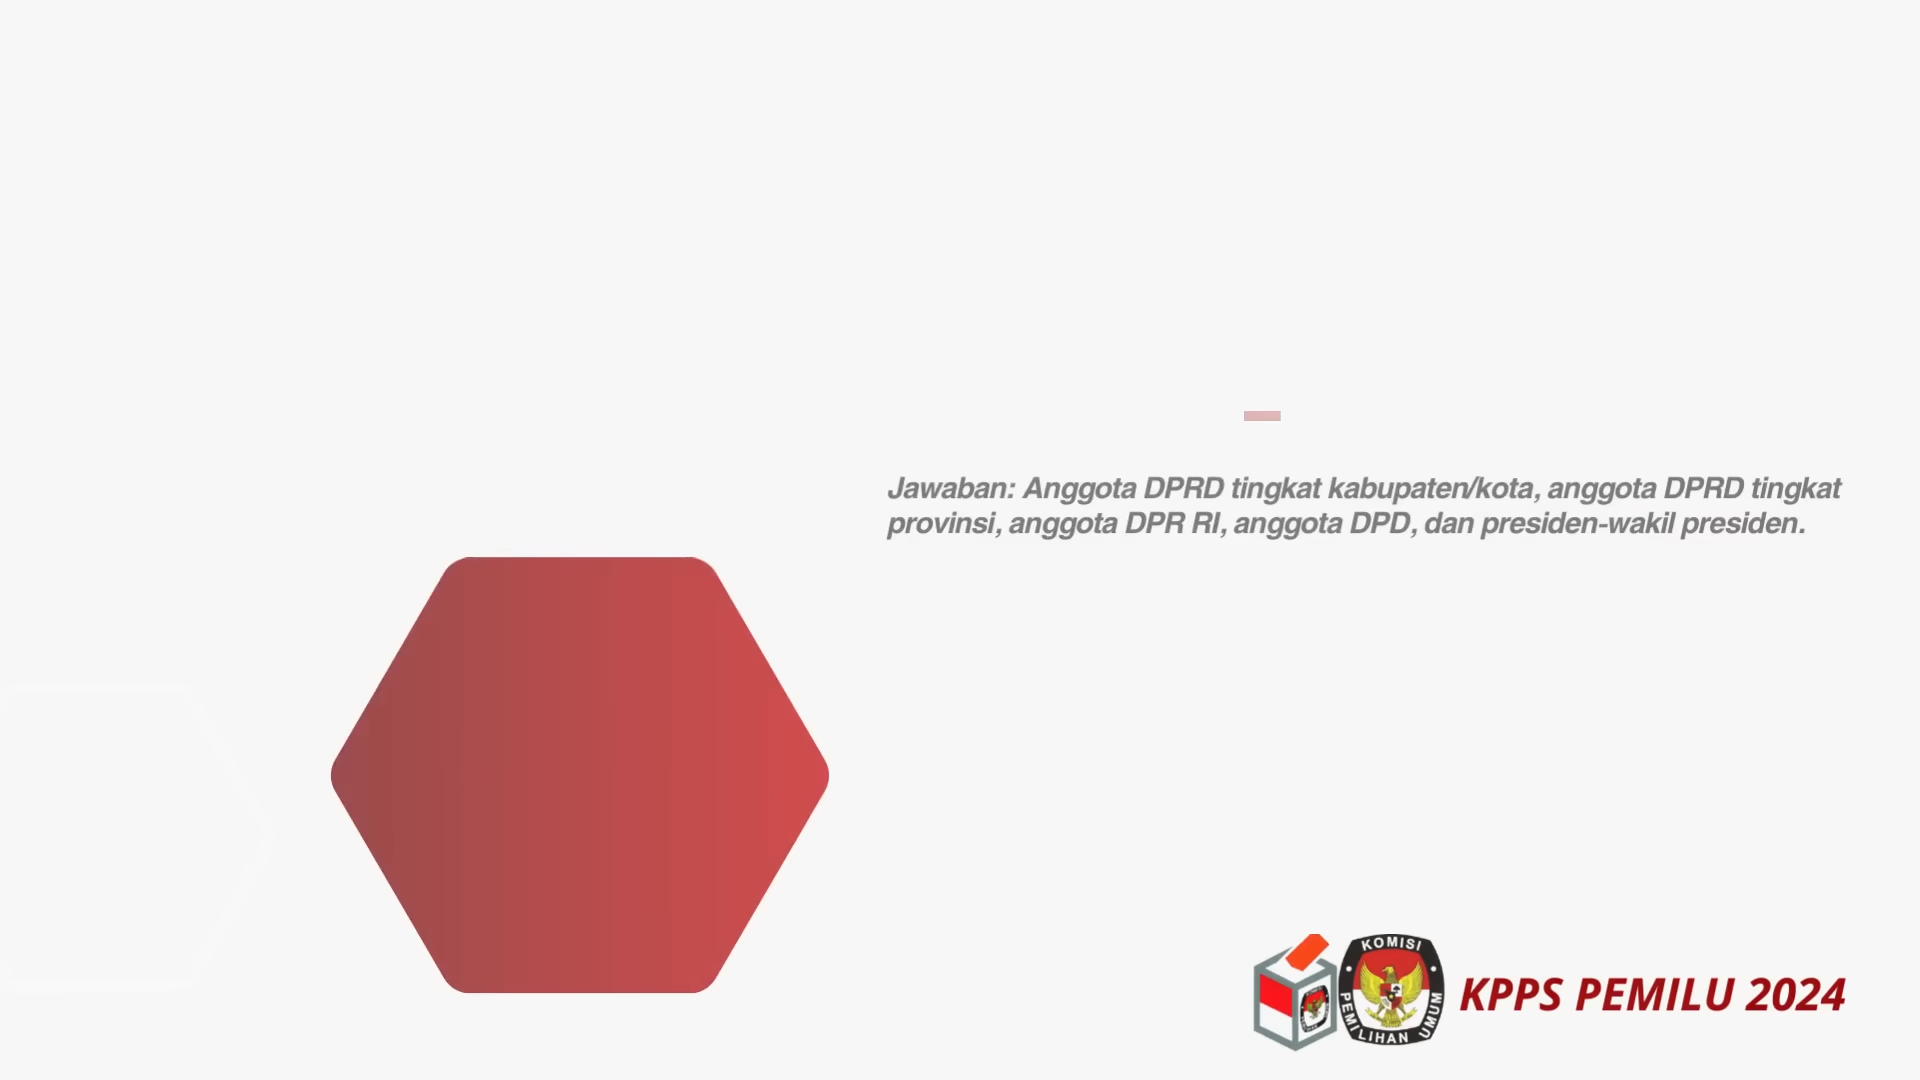 Jawaban: Anggota DPRD tingkat kabupaten/kota, anggota DPRD tingkat
provinsi, anggota DPR RI, anggota DPD, dan presiden-wakil presiden.
KOMISI
PEMILIHAN UMUM
KPPS PEMILU 2024